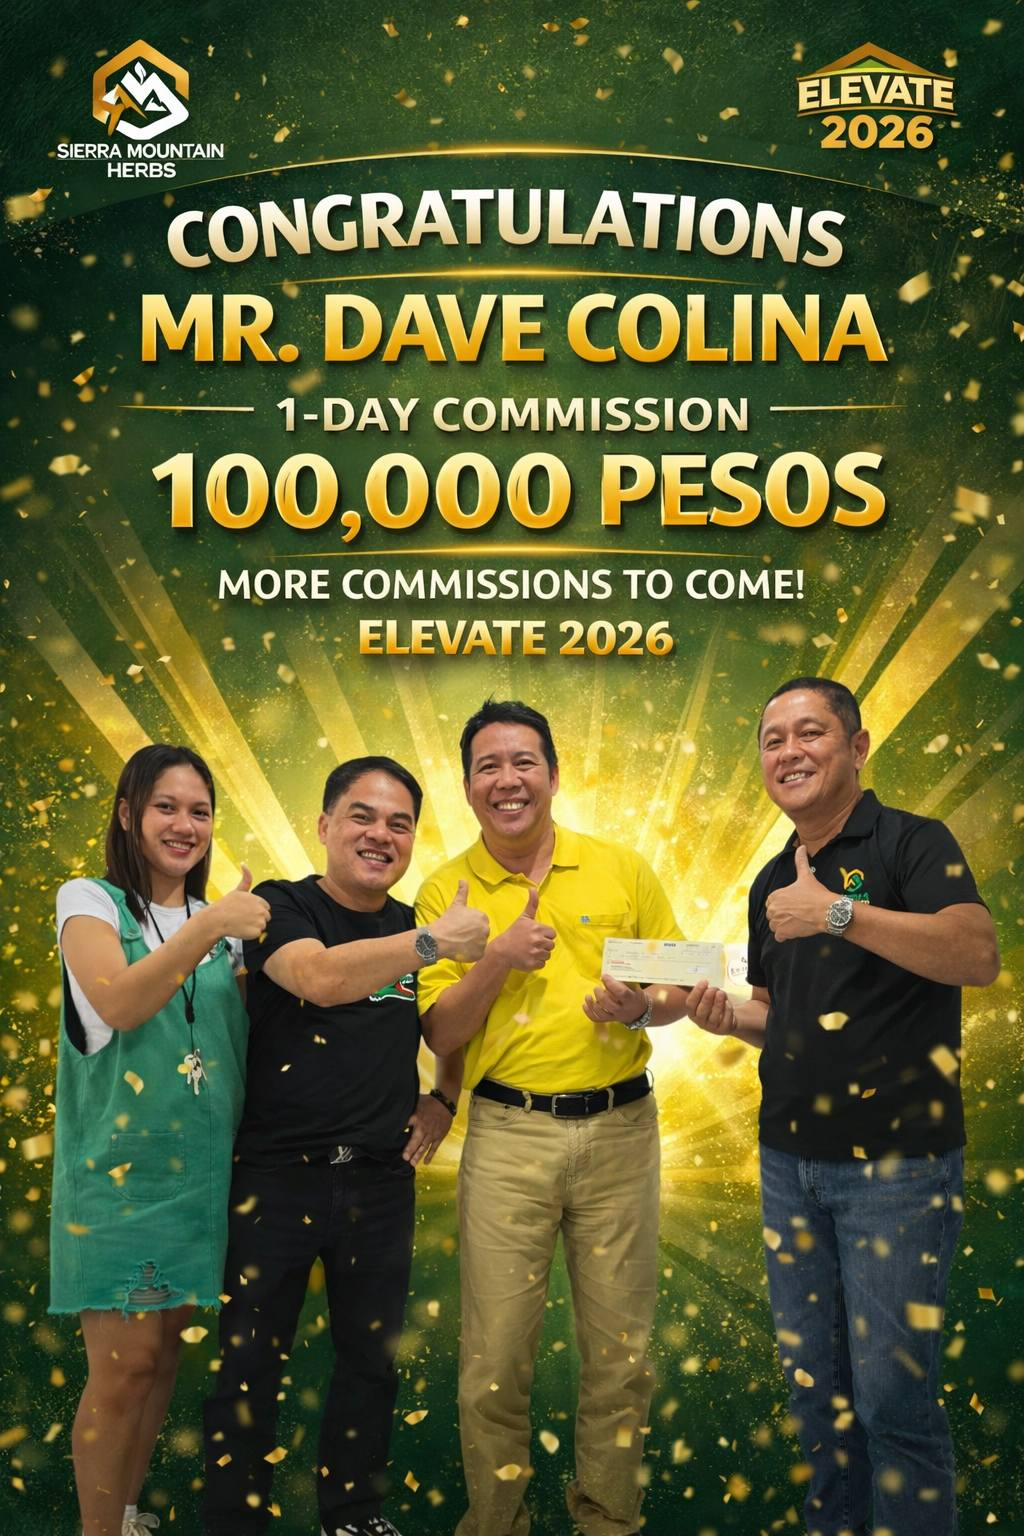 SIERRA MOUNTAIN
HERBS
ELEVATE
2026
CONGRATULATIONS
MR. DAVE COLINA
1-DAY COMMISSION
100,000 PESOS
MORE COMMISSIONS TO COME!
ELEVATE 2026